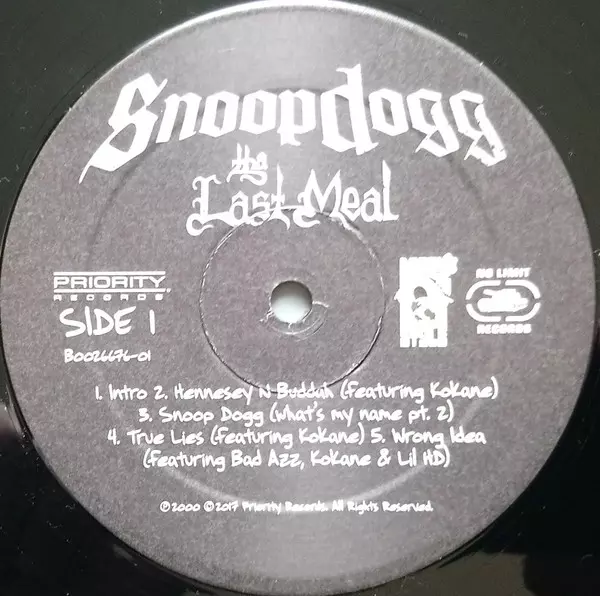 Snoop Dogg
tha
Last Meal
PRIORITY
RECORDS
SIDE 1
B0026676-01
NO LIMIT
RECORDS
1. Intro 2. Hennesey N Buddah (featuring Kokane)
3. Snoop Dogg (what's my name pt. 2)
4. True Lies (featuring Kokane) 5. Wrong Idea
(featuring Bad Azz, Kokane & Lil HD)
℗2000 ©2017 Priority Records. All Rights Reserved.